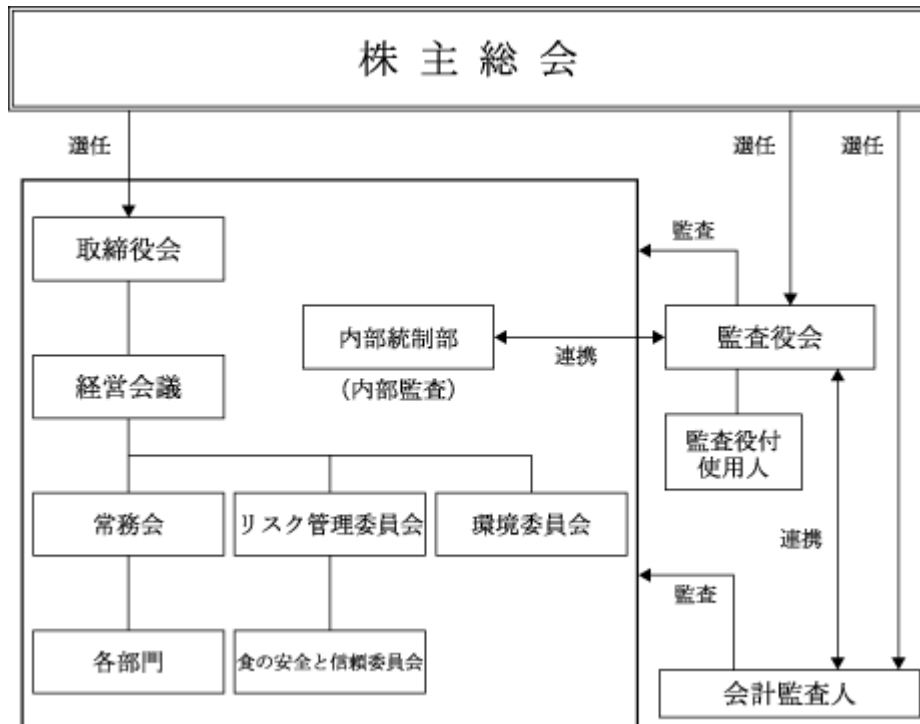 株主総会
選任
選任
選任
取締役会
監査
内部統制部
(内部監査)
連携
監査役会
経営会議
監査役付
使用人
常務会
リスク管理委員会
環境委員会
連携
監査
各部門
食の安全と信頼委員会
会計監査人